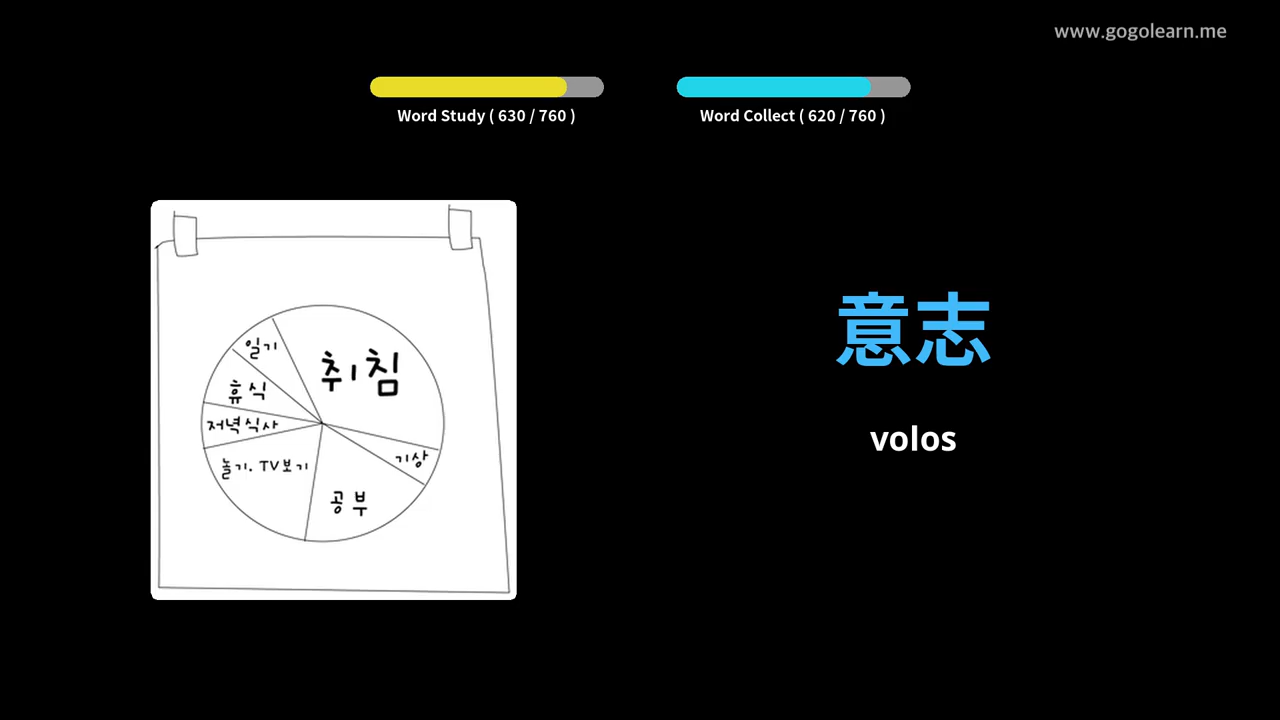 www.gogolearn.me
Word Study ( 630 / 760 )
Word Collect ( 620 / 760 )
일기
취침
휴식
저녁식사
놀기. TV보기
기상
공부
意志
volos